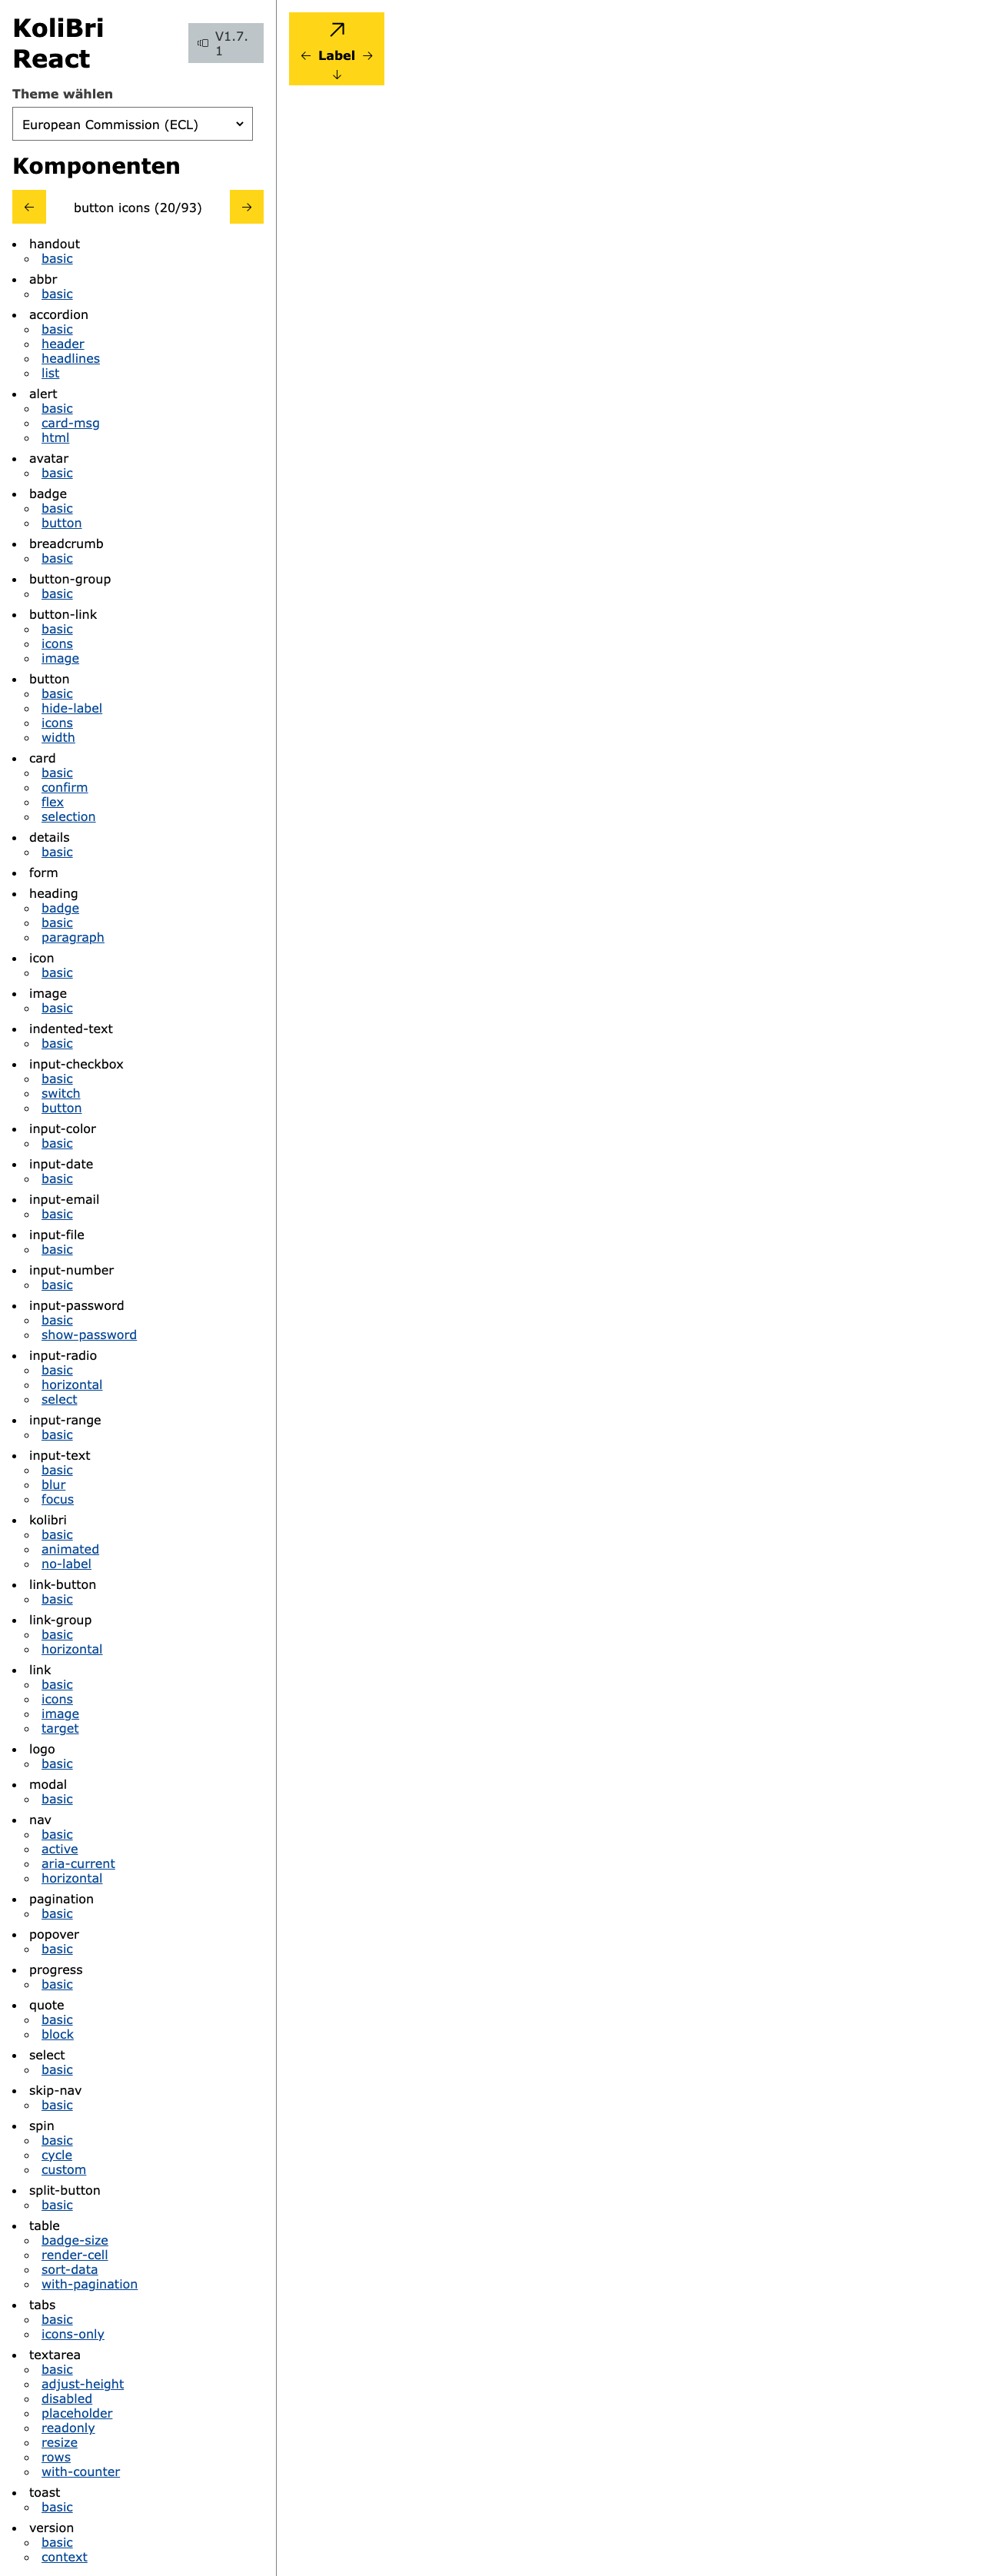 KoliBri
React
V1.7.
1
Theme wählen
European Commission (ECL)
Komponenten
button icons (20/93)
handout
basic
abbr
basic
accordion
basic
header
headlines
list
alert
basic
card-msg
html
avatar
basic
badge
basic
button
breadcrumb
basic
button-group
basic
button-link
basic
icons
image
button
basic
hide-label
icons
width
card
basic
confirm
flex
selection
details
basic
form
heading
badge
basic
paragraph
icon
basic
image
basic
indented-text
basic
input-checkbox
basic
switch
button
input-color
basic
input-date
basic
input-email
basic
input-file
basic
input-number
basic
input-password
basic
show-password
input-radio
basic
horizontal
select
input-range
basic
input-text
basic
blur
focus
kolibri
basic
animated
no-label
link-button
basic
link-group
basic
horizontal
link
basic
icons
image
target
logo
basic
modal
basic
nav
basic
active
aria-current
horizontal
pagination
basic
popover
basic
progress
basic
quote
basic
block
select
basic
skip-nav
basic
spin
basic
cycle
custom
split-button
basic
table
badge-size
render-cell
sort-data
with-pagination
tabs
basic
icons-only
textarea
basic
adjust-height
disabled
placeholder
readonly
resize
rows
with-counter
toast
basic
version
basic
context
Label